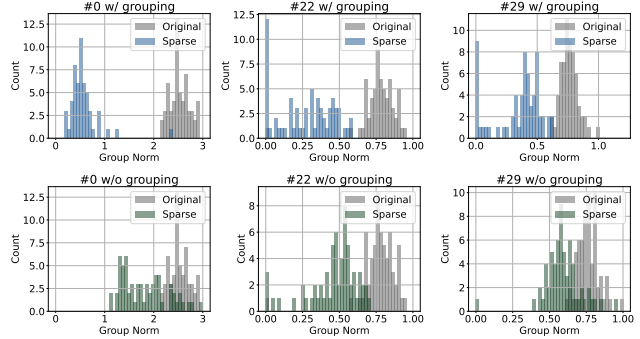 #0 w/ grouping
#22 w/ grouping
#29 w/ grouping
12.5
10.0
7.5
5.0
2.5
0.0
Count
Original
Sparse
0
1
2
3
Group Norm
12.5
10.0
7.5
5.0
2.5
0.0
Count
Original
Sparse
0.00
0.25
0.50
0.75
1.00
Group Norm
10
8
6
4
2
0
Count
Original
Sparse
0.0
0.5
1.0
Group Norm
#0 w/o grouping
#22 w/o grouping
#29 w/o grouping
12.5
10.0
7.5
5.0
2.5
0.0
Count
Original
Sparse
0
1
2
3
Group Norm
8
6
4
2
0
Count
Original
Sparse
0.00
0.25
0.50
0.75
1.00
Group Norm
10
8
6
4
2
0
Count
Original
Sparse
0.00
0.25
0.50
0.75
1.00
Group Norm